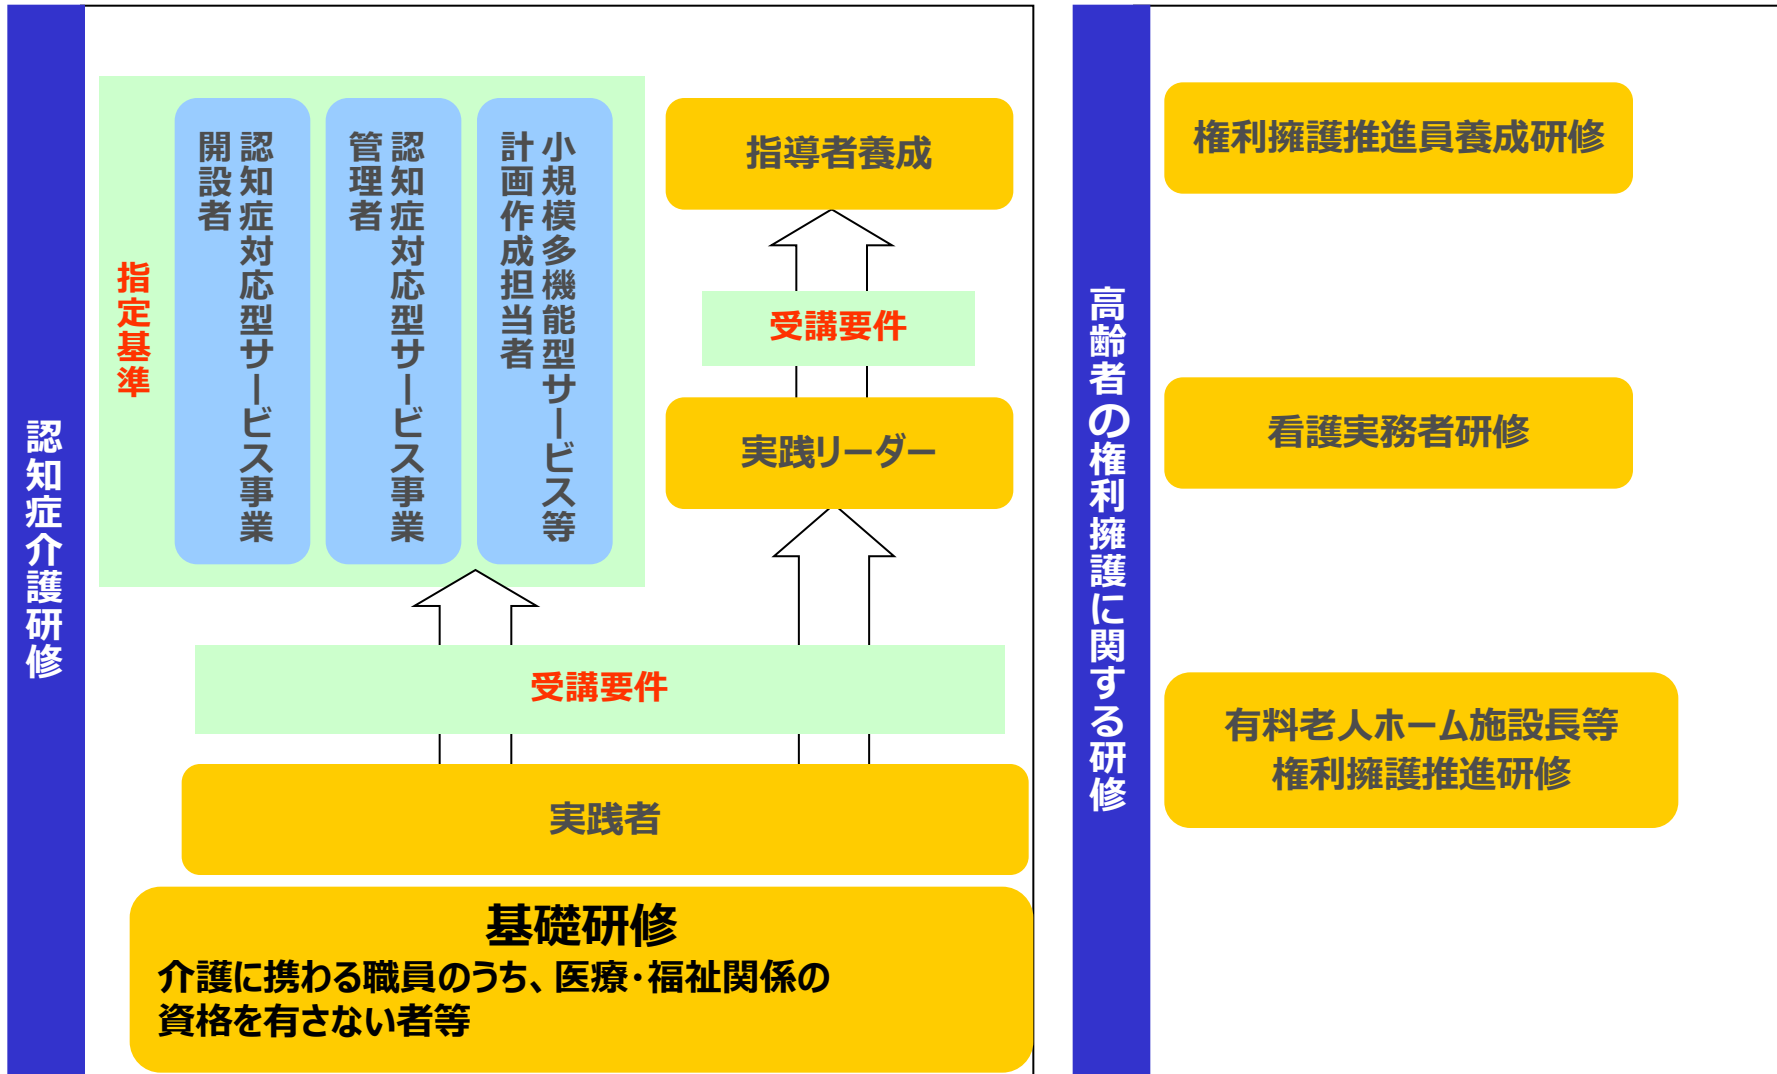 認知症介護研修
指定基準
認知症対応型サービス事業
開設者
認知症対応型サービス事業
管理者
小規模多機能型サービス等
計画作成担当者
指導者養成
受講要件
実践リーダー
受講要件
実践者
基礎研修
介護に携わる職員のうち、医療・福祉関係の
資格を有さない者等
高齢者の権利擁護に関する研修
権利擁護推進員養成研修
看護実務者研修
有料老人ホーム施設長等
権利擁護推進研修